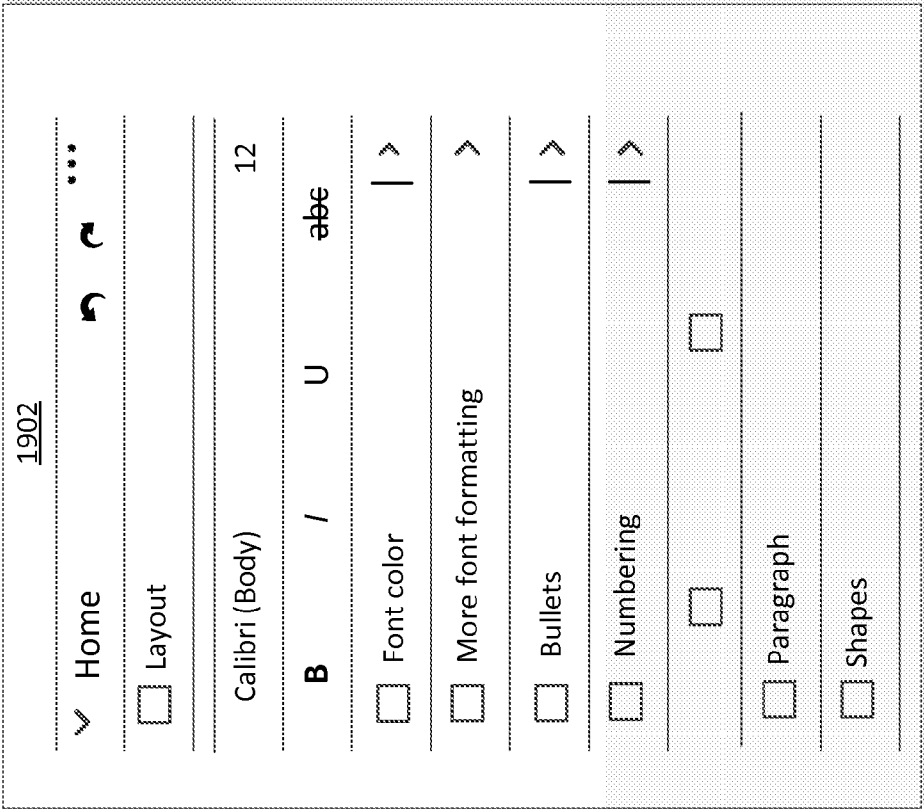 1902
Home
Layout
Calibri (Body) 12
B I U abc
Font color
More font formatting
Bullets
Numbering
Paragraph
Shapes